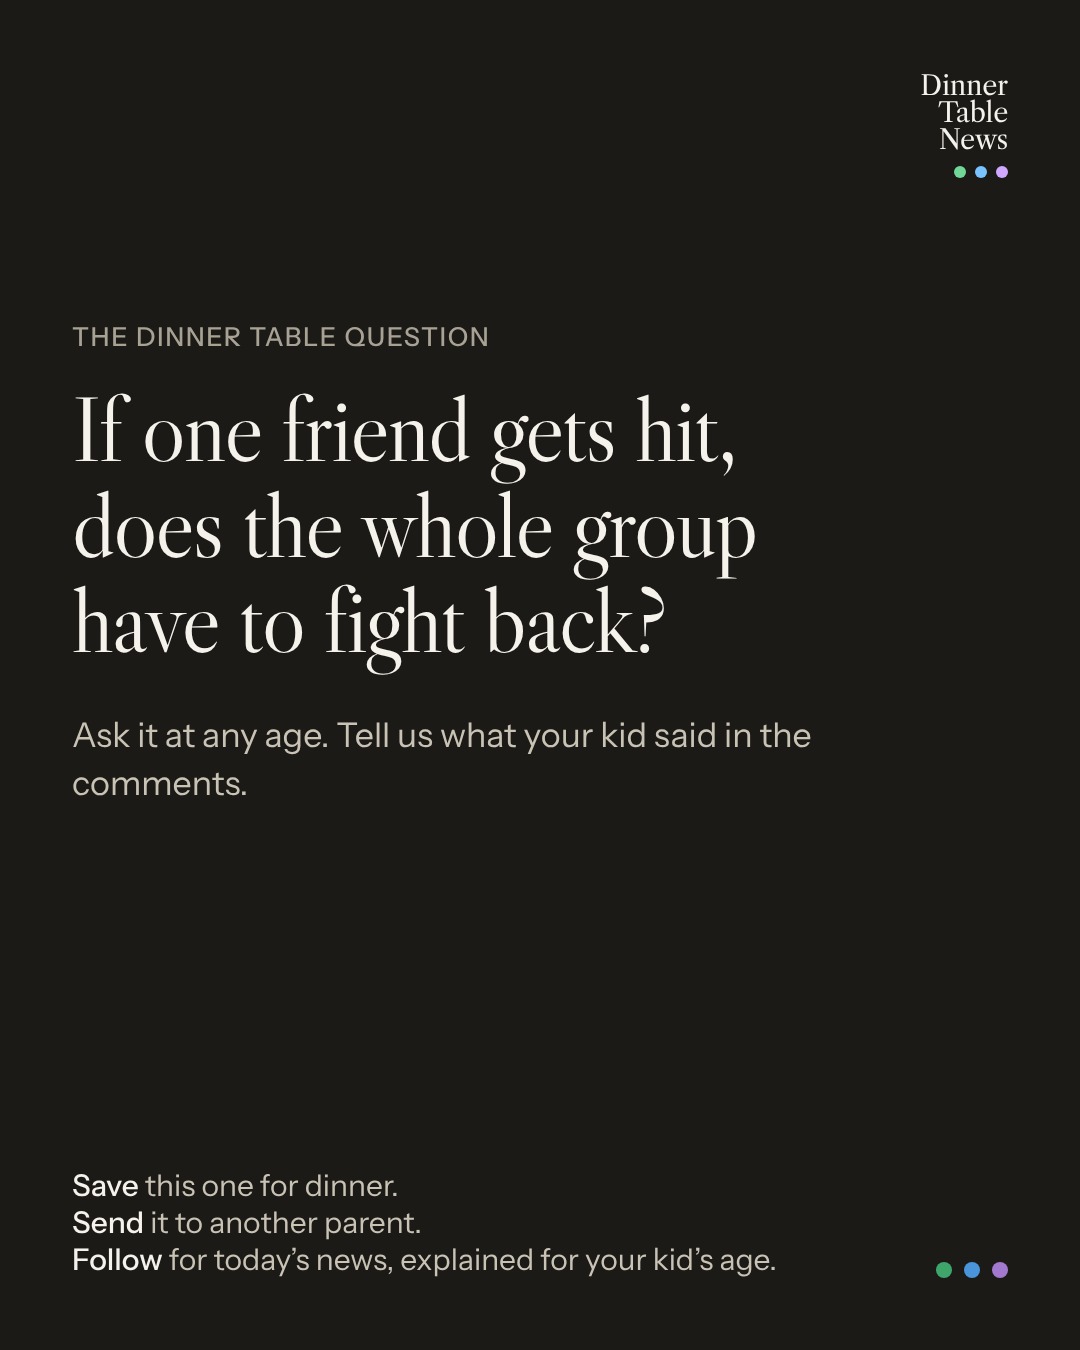 Dinner
Table
News
THE DINNER TABLE QUESTION
If one friend gets hit,
does the whole group
have to fight back?
Ask it at any age. Tell us what your kid said in the
comments.
Save this one for dinner.
Send it to another parent.
Follow for today’s news, explained for your kid’s age.